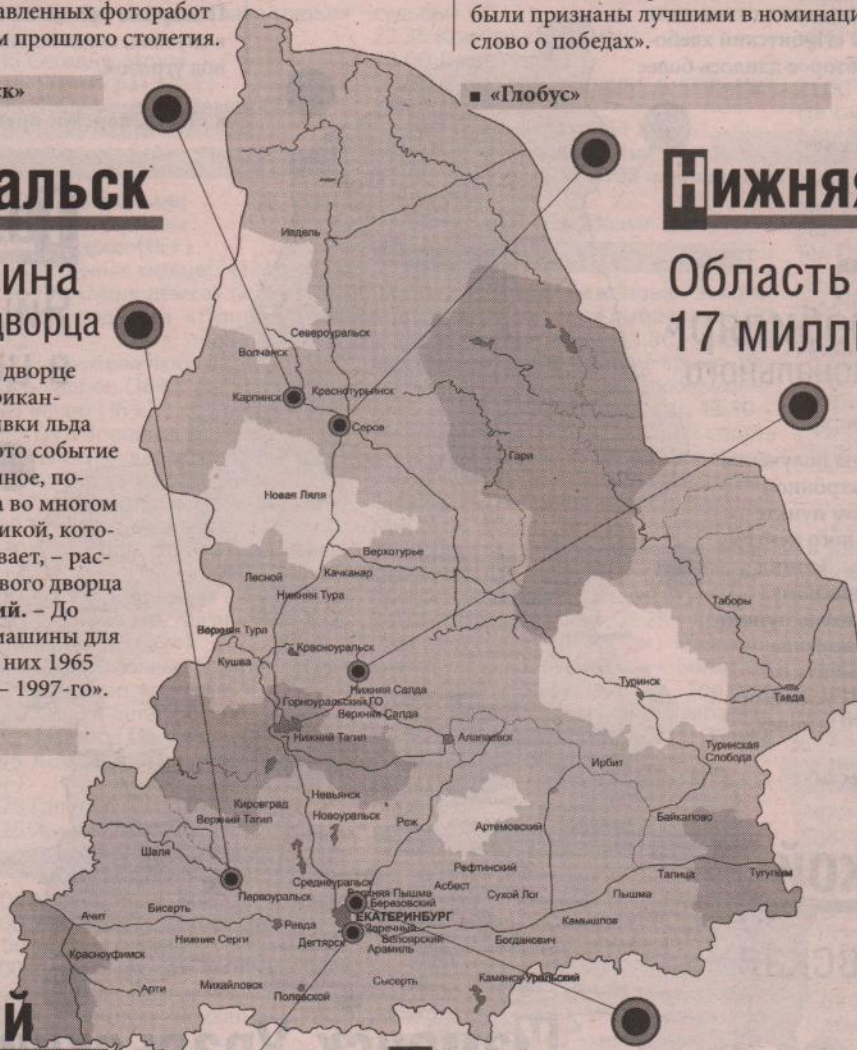 авленных фоторабот
м прошлого столетия.
ск»
альск
ина
дворца
дворце
рикан-
ивки льда
это событие
нное, по-
а во многом
икой, кото-
вает, – рас-
вого дворца
ий. – До
машины для
них 1965
– 1997-го».
й
были признаны лучшими в номинаци
слово о победах».
■ «Глобус»
Нижняя
Область
17 милли
Ивдель
Североуральск
Волчанск
Карпинск
Краснотурьинск
Серов
Гари
Новая Ляля
Верхотурье
Лесной
Качканар
Нижняя Тура
Таборы
Верхняя Тура
Красноуральск
Кушва
Нижняя Салда
Туринск
Тавда
Горноуральский ГО
Верхняя Салда
Нижний Тагил
Алапаевск
Туринская
Слобода
Ирбит
Невьянск
Кировград
Новоуральск
Верхний Тагил
Реж
Артемовский
Байкалово
Шаля
Рефтинский
Среднеуральск
Асбест
Талица
Тугулым
Верхняя Пышма
Сухой Лог
Пышма
Первоуральск
Березовский
Бисерть
Ачит
ЕКАТЕРИНБУРГ
Камышлов
Ревда
Заречный
Нижние Серги
Дегтярск
Белоярский
Богданович
Красноуфимск
Арамиль
Арти
Михайловск
Сысерть
Каменск-Уральский
Полевской